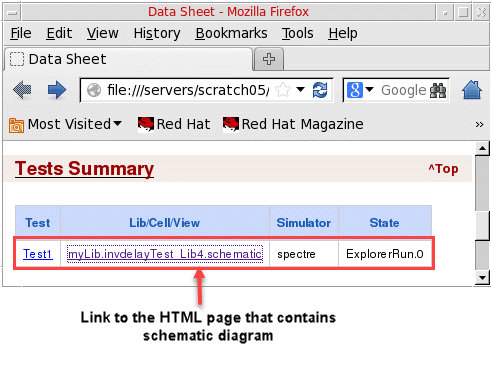 Data Sheet - Mozilla Firefox
File Edit View History Bookmarks Tools Help
Data Sheet
file:///servers/scratch05/ Google
Most Visited Red Hat Red Hat Magazine »
Tests Summary ^Top
Test Lib/Cell/View Simulator State
Test1 myLib.invdelayTest_Lib4.schematic spectre ExplorerRun.0
Link to the HTML page that contains
schematic diagram